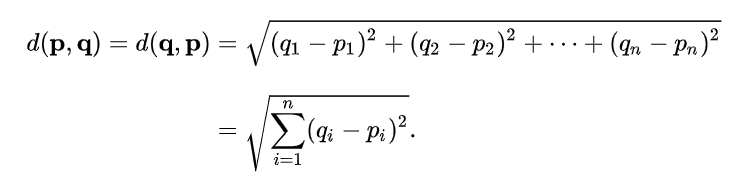 d(𝐩, 𝐪) = d(𝐪, 𝐩) = √((q₁ − p₁)² + (q₂ − p₂)² + ⋯ + (qₙ − pₙ)²)
= √(∑ᵢ₌₁ⁿ (qᵢ − pᵢ)²).